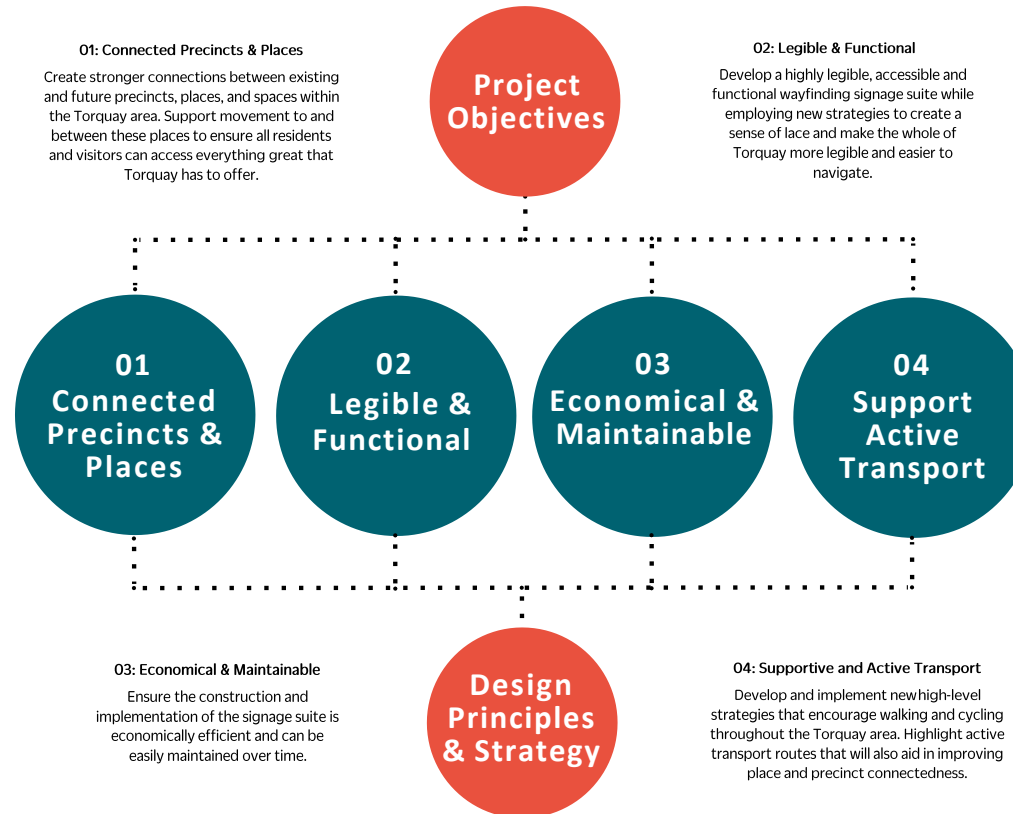 01: Connected Precincts & Places
Create stronger connections between existing
and future precincts, places, and spaces within
the Torquay area. Support movement to and
between these places to ensure all residents
and visitors can access everything great that
Torquay has to offer.
Project
Objectives
02: Legible & Functional
Develop a highly legible, accessible and
functional wayfinding signage suite while
employing new strategies to create a
sense of lace and make the whole of
Torquay more legible and easier to
navigate.
01
Connected
Precincts &
Places
02
Legible &
Functional
03
Economical &
Maintainable
04
Support
Active
Transport
03: Economical & Maintainable
Ensure the construction and
implementation of the signage suite is
economically efficient and can be
easily maintained over time.
Design
Principles
& Strategy
04: Supportive and Active Transport
Develop and implement new high-level
strategies that encourage walking and cycling
throughout the Torquay area. Highlight active
transport routes that will also aid in improving
place and precinct connectedness.